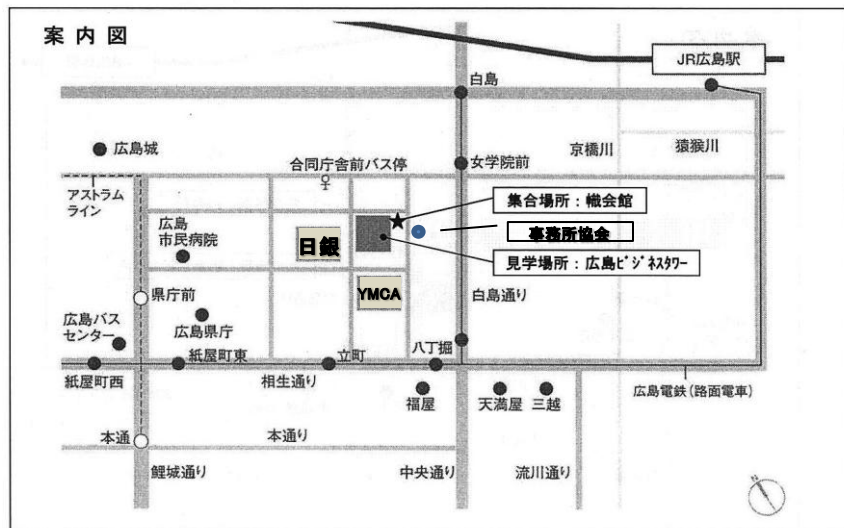 案内図
JR広島駅
白島
広島城
合同庁舎前バス停
女学院前
京橋川
猿猴川
アストラム
ライン
集合場所：幟会館
広島
市民病院
日銀
事務所協会
見学場所：広島ﾋﾞｼﾞﾈｽﾀﾜｰ
YMCA
白島通り
県庁前
広島バス
センター
広島県庁
八丁堀
紙屋町東
立町
紙屋町西
相生通り
福屋
天満屋
三越
広島電鉄（路面電車）
本通
本通り
鯉城通り
中央通り
流川通り